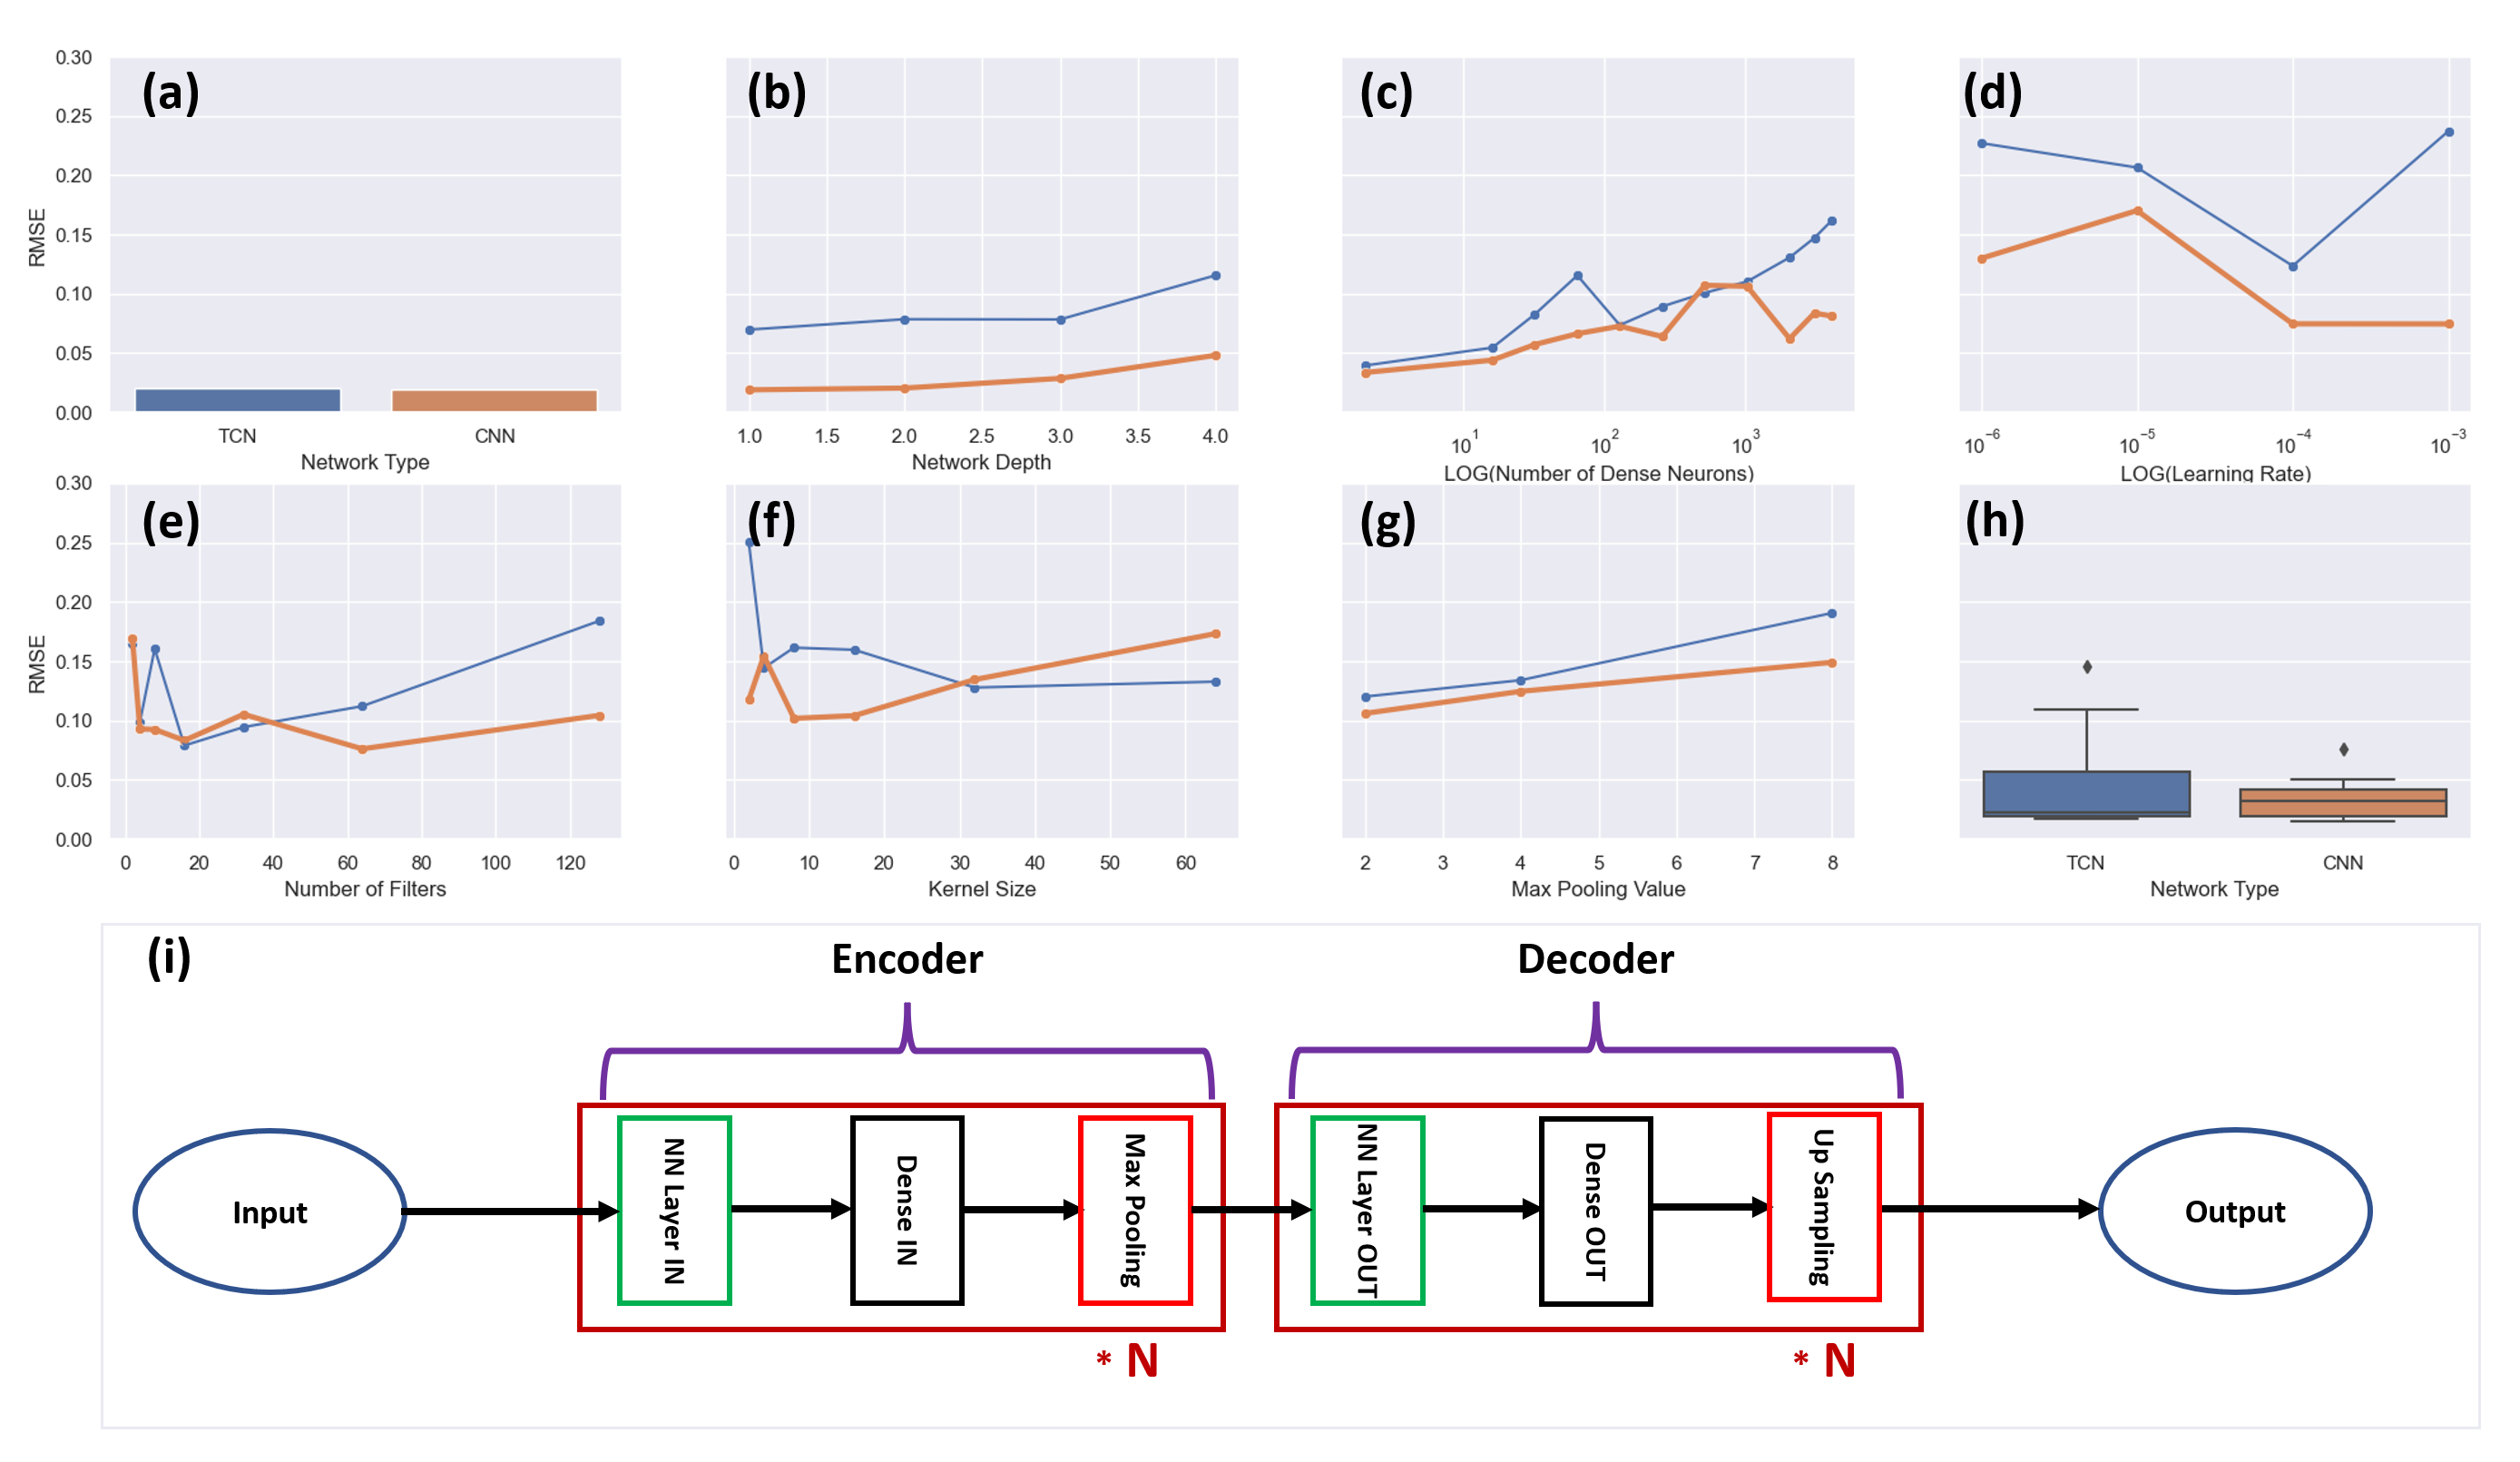 (a)
(b)
(c)
(d)
0.30
0.25
0.20
0.15
0.10
0.05
0.00
RMSE
TCN CNN
Network Type
1.0 1.5 2.0 2.5 3.0 3.5 4.0
Network Depth
10¹ 10² 10³
LOG(Number of Dense Neurons)
10⁻⁶ 10⁻⁵ 10⁻⁴ 10⁻³
LOG(Learning Rate)
(e)
(f)
(g)
(h)
0.30
0.25
0.20
0.15
0.10
0.05
0.00
RMSE
0 20 40 60 80 100 120
Number of Filters
0 10 20 30 40 50 60
Kernel Size
2 3 4 5 6 7 8
Max Pooling Value
TCN CNN
Network Type
(i)
Encoder
Decoder
Input
NN Layer IN
Dense IN
Max Pooling
NN Layer OUT
Dense OUT
Up Sampling
Output
* N
* N